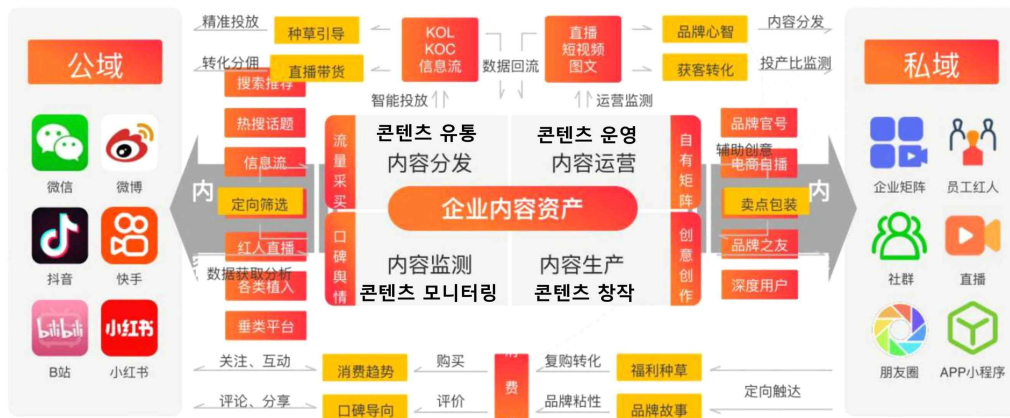 精准投放
种草引导
KOL
KOC
信息流
直播
短视频
图文
品牌心智
内容分发
公域
转化分佣
直播带货
数据回流
获客转化
投产比监测
私域
搜索推荐
智能投放
运营监测
热搜话题
流量采买
콘텐츠 유통
内容分发
콘텐츠 운영
内容运营
自有矩阵
品牌官号
辅助创意
信息流
电商自播
微信
微博
内
定向筛选
企业内容资产
卖点包装
内
企业矩阵
员工红人
红人直播
口碑舆情
内容监测
콘텐츠 모니터링
内容生产
콘텐츠 창작
创意创作
品牌之友
数据获取分析
各类植入
深度用户
抖音
快手
社群
直播
垂类平台
bilibili
小红书
B站
小红书
朋友圈
APP小程序
关注、互动
消费趋势
购买
消费
复购转化
福利种草
定向触达
评论、分享
口碑导向
评价
品牌粘性
品牌故事